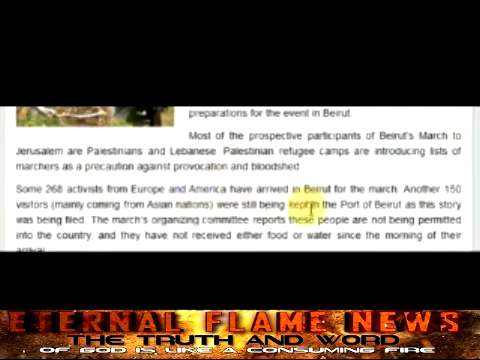 preparations for the event in Beirut.
Most of the prospective participants of Beirut's March to
Jerusalem are Palestinians and Lebanese. Palestinian refugee camps are introducing lists of
marchers as a precaution against provocation and bloodshed
Some 268 activists from Europe and America have arrived in Beirut for the march. Another 150
visitors (mainly coming from Asian nations) were still being kept in the Port of Beirut as this story
was being filed. The march's organizing committee reports these people are not being permitted
into the country, and they have not received either food or water since the morning of their
arrival
ETERNAL FLAME NEWS
THE TRUTH AND WORD
OF GOD IS LIKE A CONSUMING FIRE